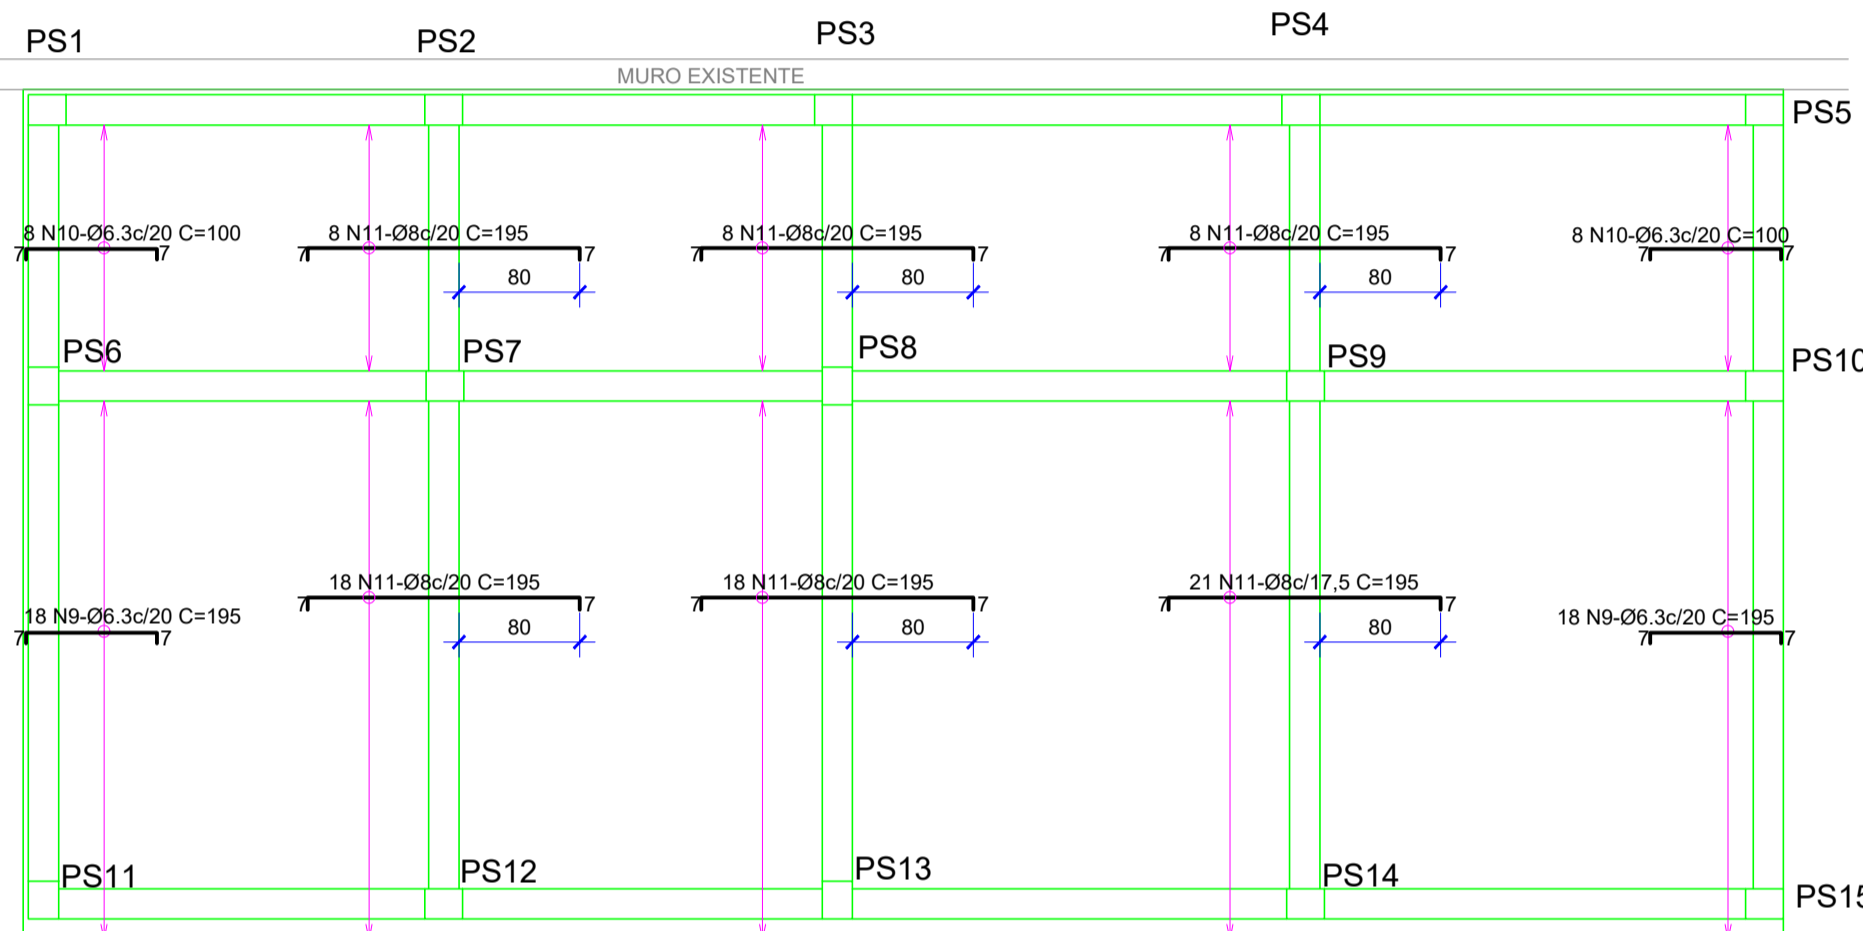 PS1 PS2 PS3 PS4
MURO EXISTENTE
PS5
8 N10-Ø6.3c/20 C=100
7 7
8 N11-Ø8c/20 C=195
7 7
80
8 N11-Ø8c/20 C=195
7 7
80
8 N11-Ø8c/20 C=195
7 7
80
8 N10-Ø6.3c/20 C=100
7 7
PS6 PS7 PS8 PS9 PS10
18 N9-Ø6.3c/20 C=195
7 7
18 N11-Ø8c/20 C=195
7 7
80
18 N11-Ø8c/20 C=195
7 7
80
21 N11-Ø8c/17,5 C=195
7 7
80
18 N9-Ø6.3c/20 C=195
7 7
PS11 PS12 PS13 PS14 PS15